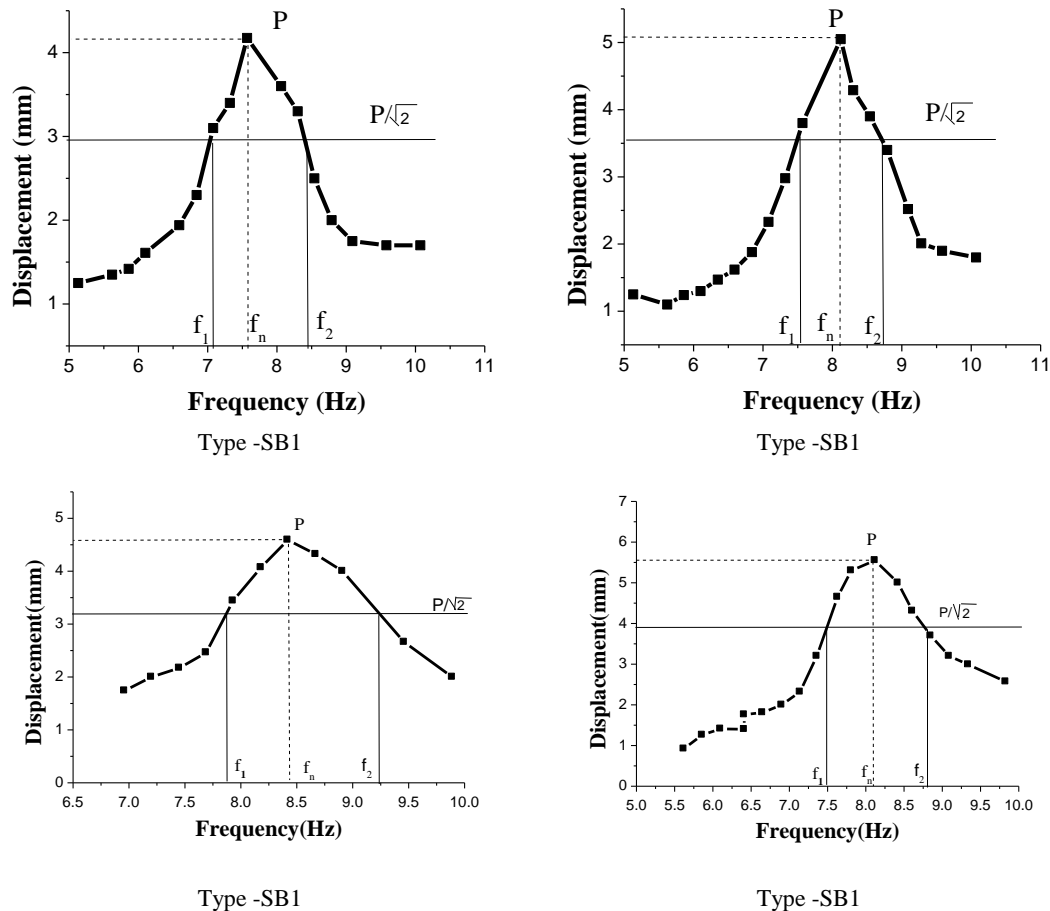 P
4
3
2
1
P/√2
f₁
fₙ
f₂
5 6 7 8 9 10 11
Displacement (mm)
Frequency (Hz)
Type -SB1
P
5
4
3
2
1
P/√2
f₁
fₙ
f₂
5 6 7 8 9 10 11
Displacement (mm)
Frequency (Hz)
Type -SB1
P
5
4
3
2
1
0
P/√2
f₁
fₙ
f₂
6.5 7.0 7.5 8.0 8.5 9.0 9.5 10.0
Displacement(mm)
Frequency(Hz)
Type -SB1
P
7
6
5
4
3
2
1
0
P/√2
f₁
fₙ
f₂
5.0 5.5 6.0 6.5 7.0 7.5 8.0 8.5 9.0 9.5 10.0
Displacement(mm)
Frequency(Hz)
Type -SB1